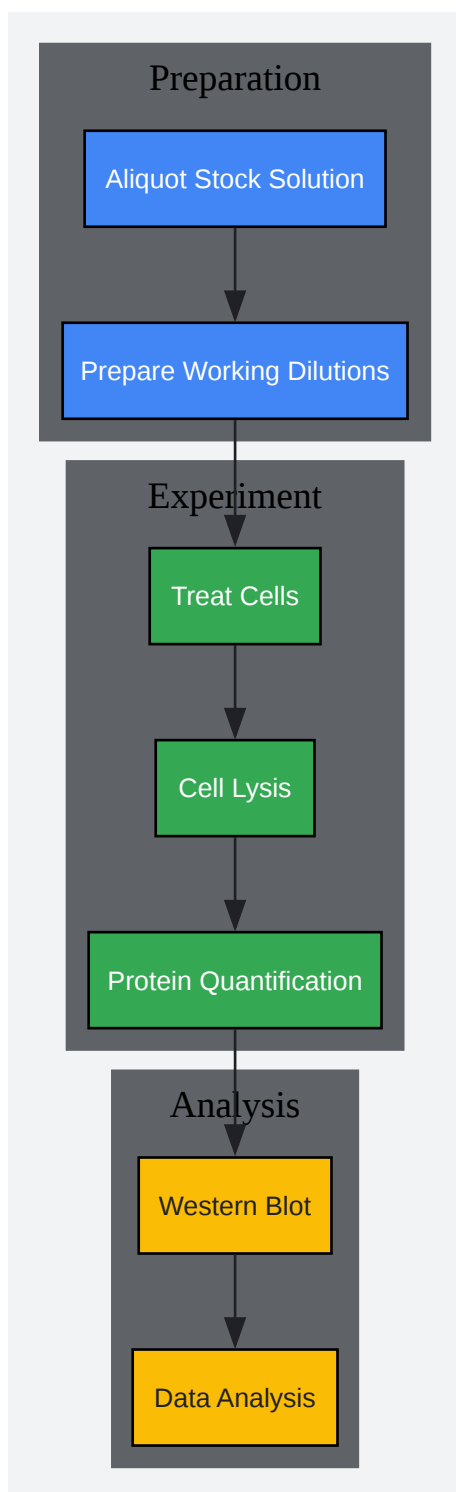 Preparation
Aliquot Stock Solution
Prepare Working Dilutions
Experiment
Treat Cells
Cell Lysis
Protein Quantification
Analysis
Western Blot
Data Analysis